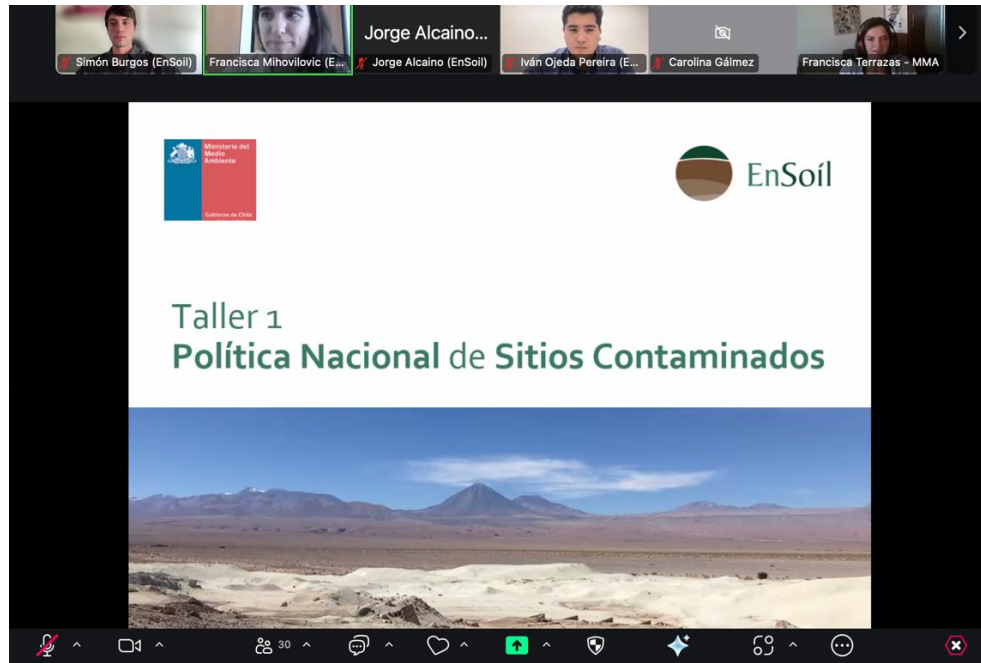 Jorge Alcaino...
Simón Burgos (EnSoil)
Francisca Mihovilovic (E...
Jorge Alcaino (EnSoil)
Iván Ojeda Pereira (E...
Carolina Gálmez
Francisca Terrazas - MMA
Ministerio del
Medio
Ambiente
Gobierno de Chile
EnSoíl
Taller 1
Política Nacional de Sitios Contaminados
30